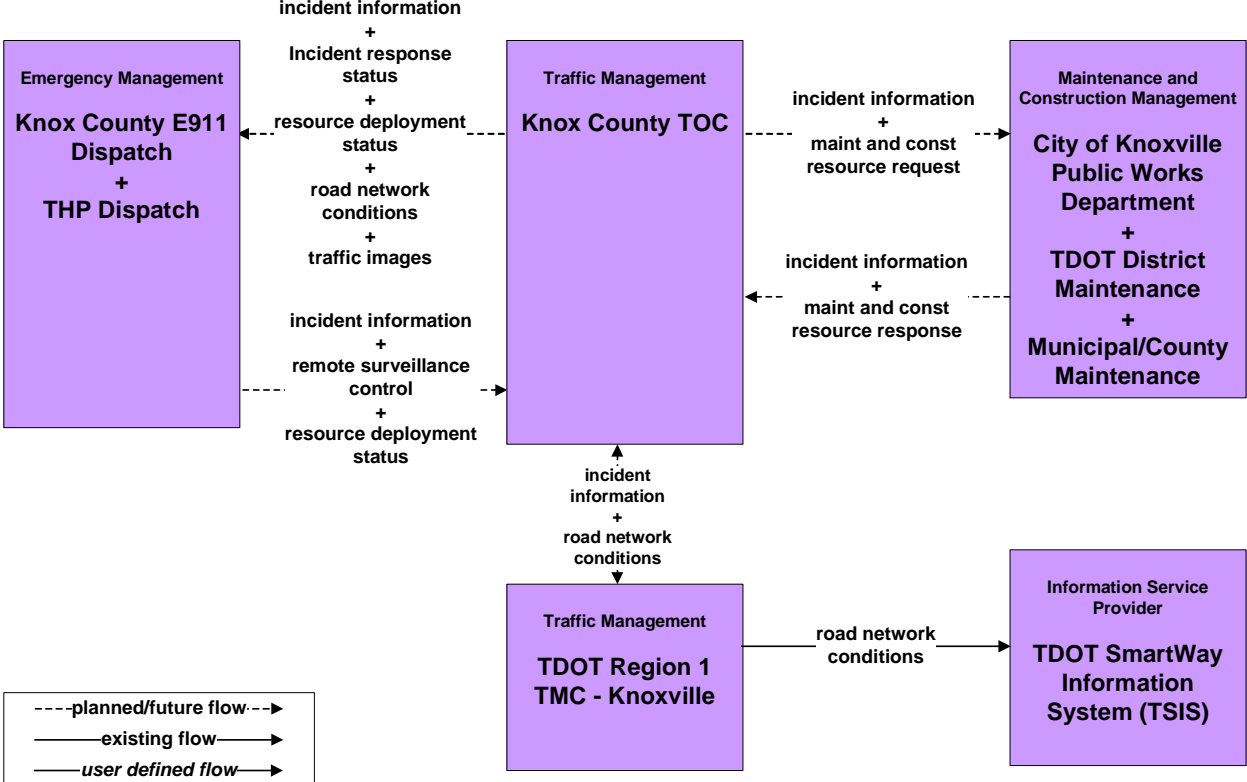 incident information
+
Incident response
status
+
resource deployment
status
+
road network
conditions
+
traffic images
Emergency Management
Knox County E911
Dispatch
+
THP Dispatch
Traffic Management
Knox County TOC
incident information
+
maint and const
resource request
Maintenance and
Construction Management
City of Knoxville
Public Works
Department
+
TDOT District
Maintenance
+
Municipal/County
Maintenance
incident information
+
maint and const
resource response
incident information
+
remote surveillance
control
+
resource deployment
status
incident
information
+
road network
conditions
Traffic Management
TDOT Region 1
TMC - Knoxville
road network
conditions
Information Service
Provider
TDOT SmartWay
Information
System (TSIS)
planned/future flow
existing flow
user defined flow